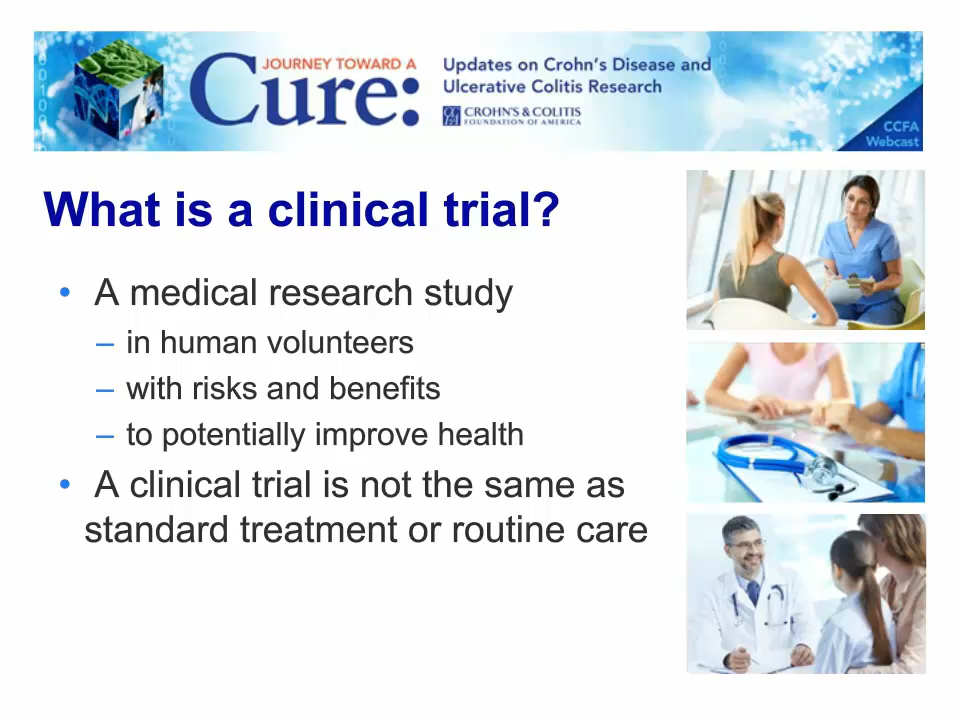 JOURNEY TOWARD A
Cure:
Updates on Crohn's Disease and
Ulcerative Colitis Research
CROHN'S & COLITIS
FOUNDATION OF AMERICA
CCFA
Webcast
What is a clinical trial?
• A medical research study
– in human volunteers
– with risks and benefits
– to potentially improve health
• A clinical trial is not the same as
standard treatment or routine care